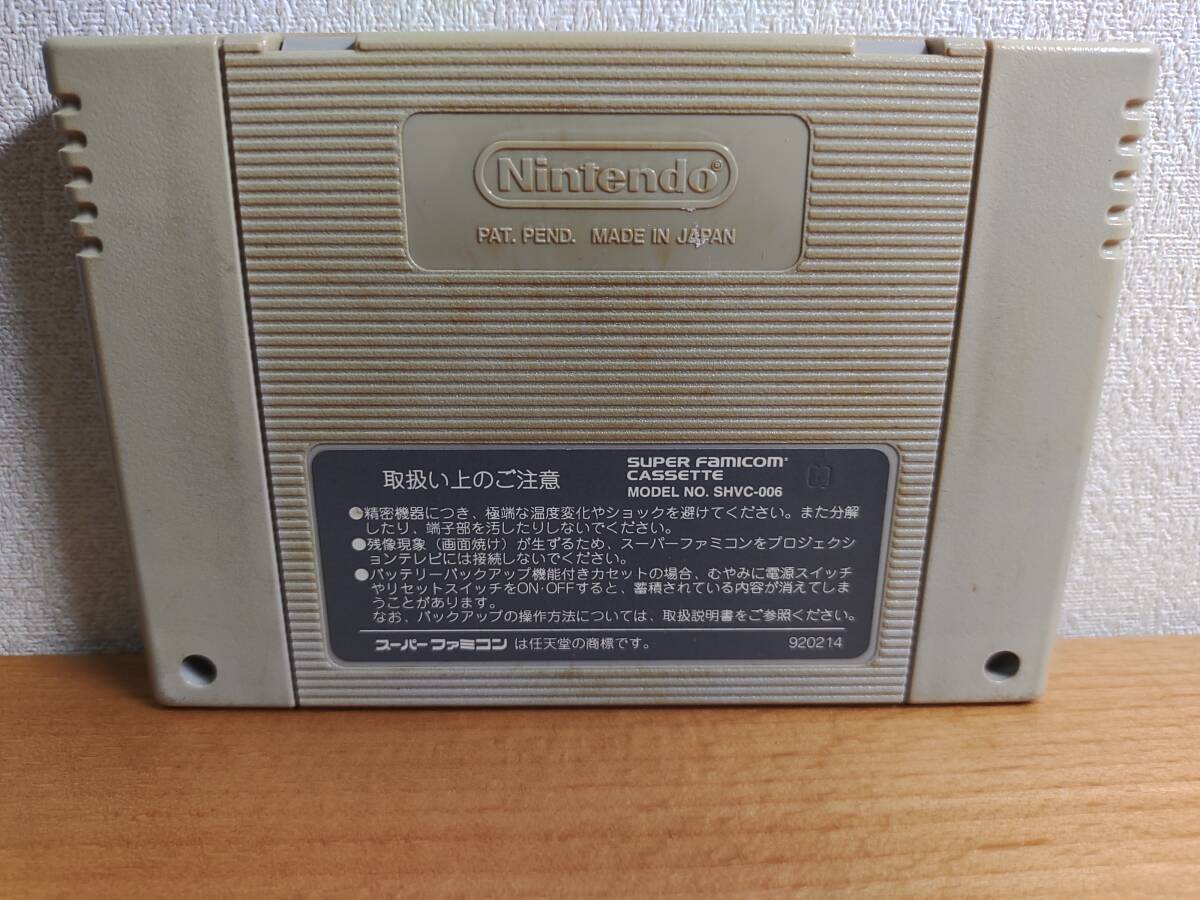 Nintendo®
PAT. PEND. MADE IN JAPAN
取扱い上のご注意
SUPER FAMICOM
CASSETTE
MODEL NO. SHVC-006
●精密機器につき、極端な温度変化やショックを避けてください。また分解
したり、端子部を汚したりしないでください。
●残像現象(画面焼け)が生ずるため、スーパーファミコンをプロジェクシ
ョンテレビには接続しないでください。
●バッテリーバックアップ機能付きカセットの場合、むやみに電源スイッチ
やリセットスイッチをON・OFFすると、蓄積されている内容が消えてしま
うことがあります。
なお、バックアップの操作方法については、取扱説明書をご参照ください。
スーパーファミコン は任天堂の商標です。
920214